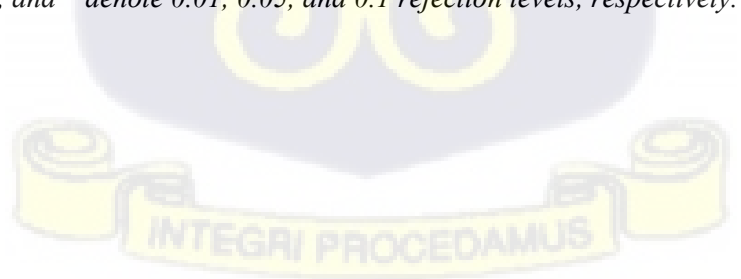 and denote 0.01, 0.05, and 0.1 rejection levels, respectively.
INTEGRI PROCEDAMUS